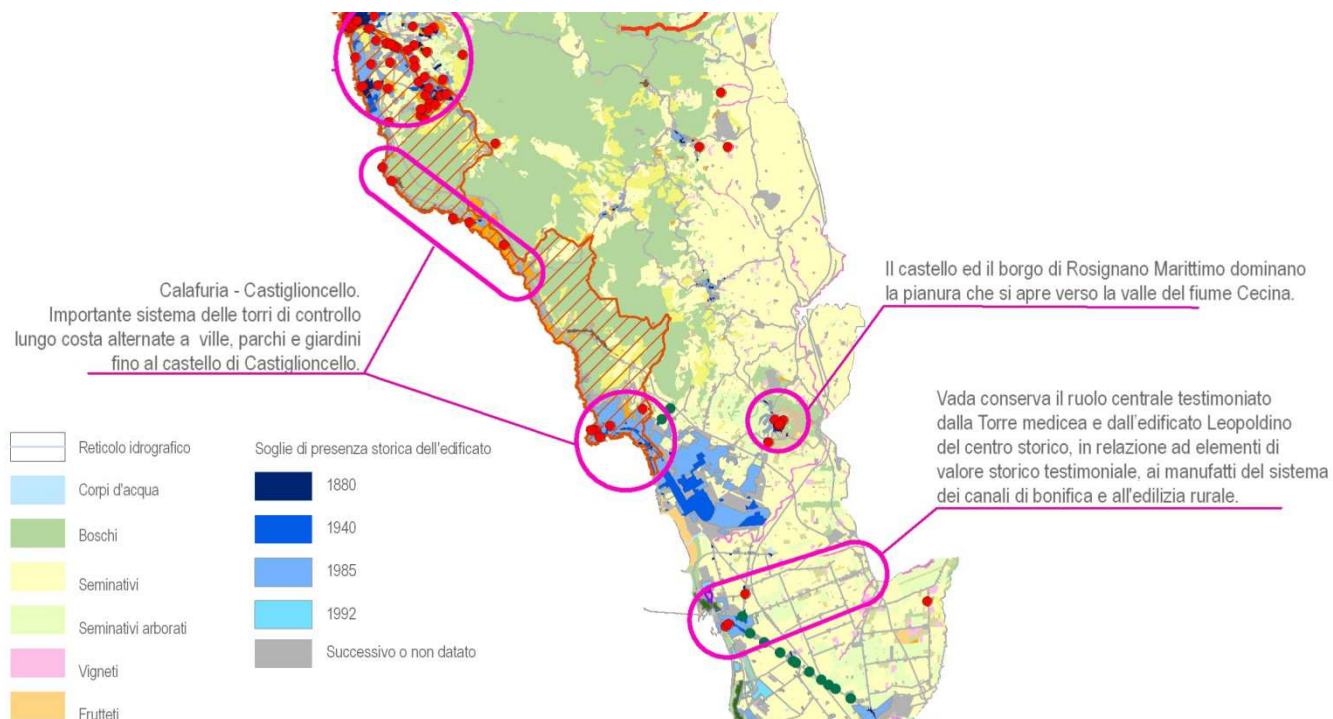 Calafuria - Castiglioncello.
Importante sistema delle torri di controllo
lungo costa alternate a ville, parchi e giardini
fino al castello di Castiglioncello.
Il castello ed il borgo di Rosignano Marittimo dominano
la pianura che si apre verso la valle del fiume Cecina.
Vada conserva il ruolo centrale testimoniato
dalla Torre medicea e dall'edificato Leopoldino
del centro storico, in relazione ad elementi di
valore storico testimoniale, ai manufatti del sistema
dei canali di bonifica e all'edilizia rurale.
Reticolo idrografico
Corpi d'acqua
Boschi
Seminativi
Seminativi arborati
Vigneti
Frutteti
Soglie di presenza storica dell'edificato
1880
1940
1985
1992
Successivo o non datato